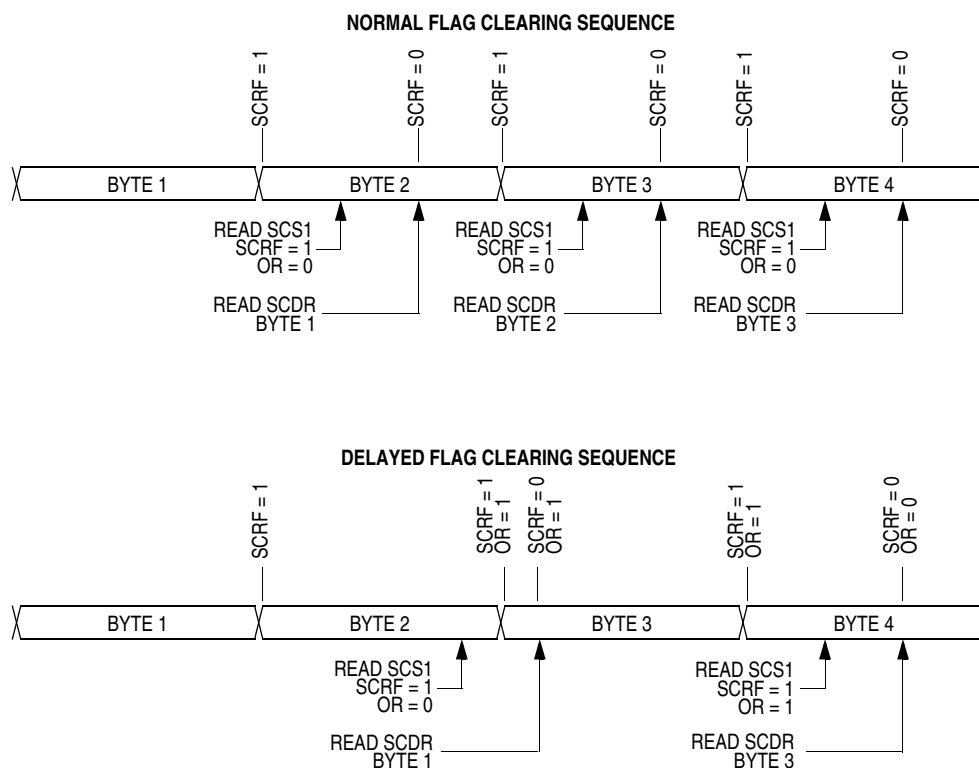 NORMAL FLAG CLEARING SEQUENCE
SCRF = 1
SCRF = 0
SCRF = 1
SCRF = 0
SCRF = 1
SCRF = 0
BYTE 1
BYTE 2
BYTE 3
BYTE 4
READ SCS1
SCRF = 1
OR = 0
READ SCS1
SCRF = 1
OR = 0
READ SCS1
SCRF = 1
OR = 0
READ SCDR
BYTE 1
READ SCDR
BYTE 2
READ SCDR
BYTE 3
DELAYED FLAG CLEARING SEQUENCE
SCRF = 1
SCRF = 1
OR = 1
SCRF = 0
OR = 1
SCRF = 1
OR = 1
SCRF = 0
OR = 0
BYTE 1
BYTE 2
BYTE 3
BYTE 4
READ SCS1
SCRF = 1
OR = 0
READ SCS1
SCRF = 1
OR = 1
READ SCDR
BYTE 1
READ SCDR
BYTE 3